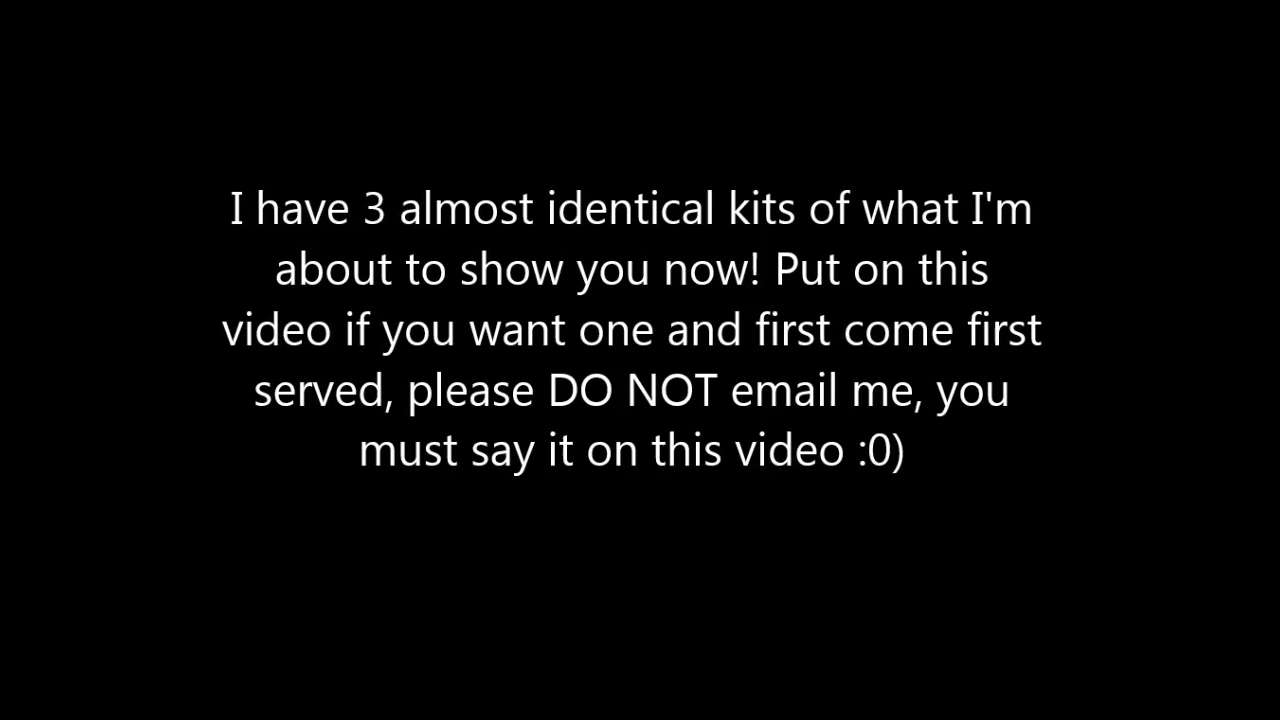 I have 3 almost identical kits of what I'm
about to show you now! Put on this
video if you want one and first come first
served, please DO NOT email me, you
must say it on this video :0)